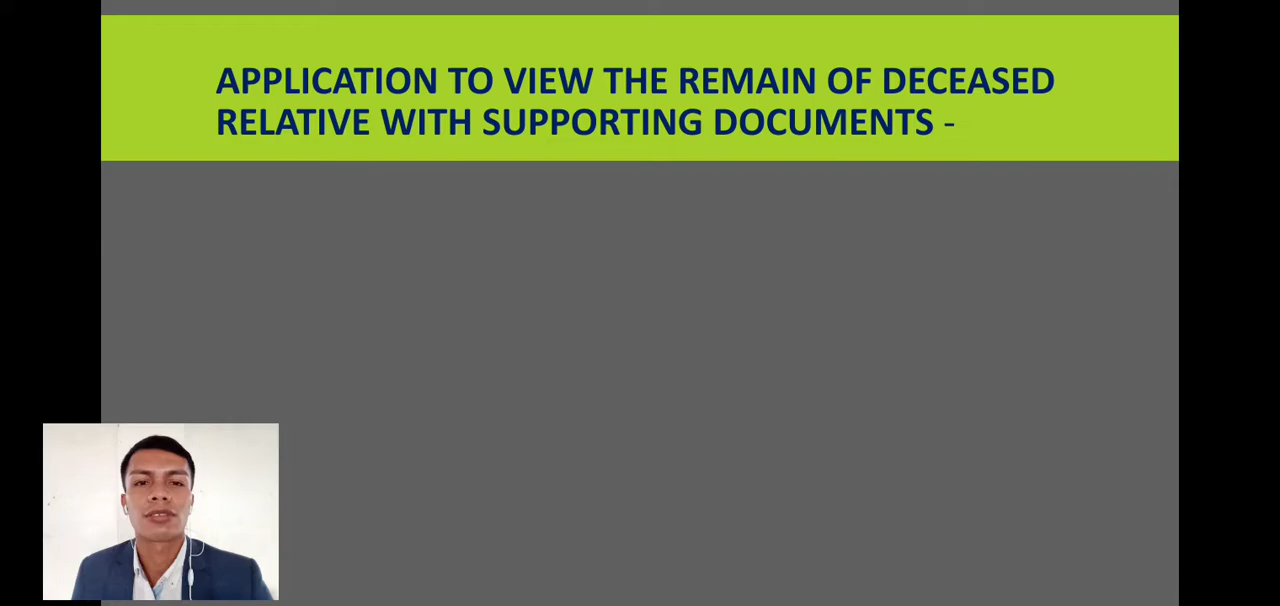 APPLICATION TO VIEW THE REMAIN OF DECEASED
RELATIVE WITH SUPPORTING DOCUMENTS -